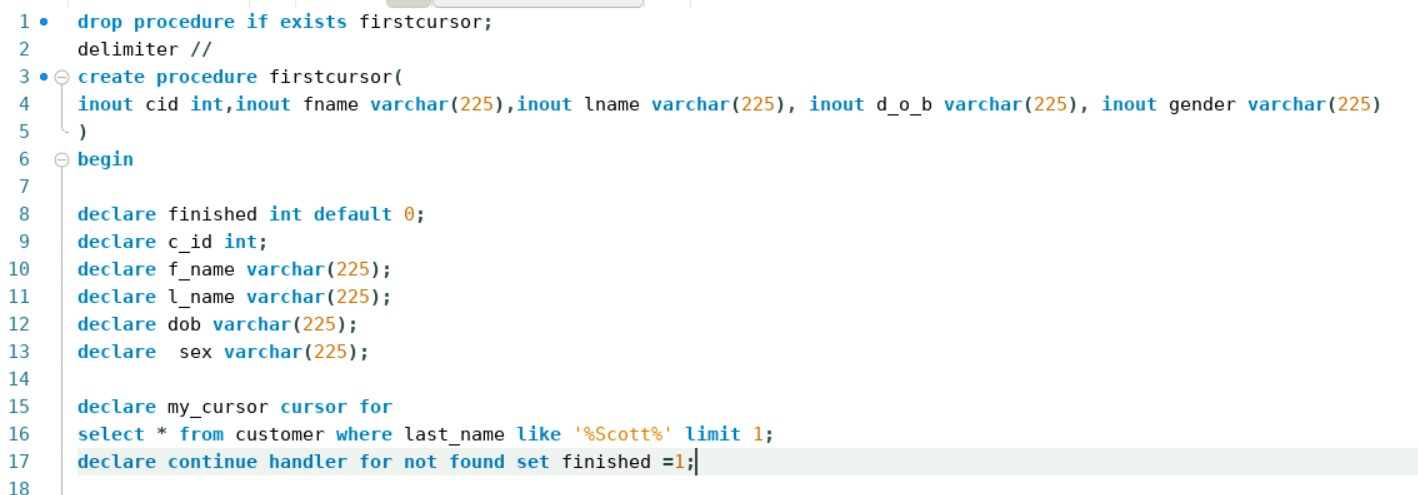 1 drop procedure if exists firstcursor;
2 delimiter //
3 create procedure firstcursor(
4 inout cid int,inout fname varchar(225),inout lname varchar(225), inout d_o_b varchar(225), inout gender varchar(225)
5 )
6 begin
7
8 declare finished int default 0;
9 declare c_id int;
10 declare f_name varchar(225);
11 declare l_name varchar(225);
12 declare dob varchar(225);
13 declare  sex varchar(225);
14
15 declare my_cursor cursor for
16 select * from customer where last_name like '%Scott%' limit 1;
17 declare continue handler for not found set finished =1;
18